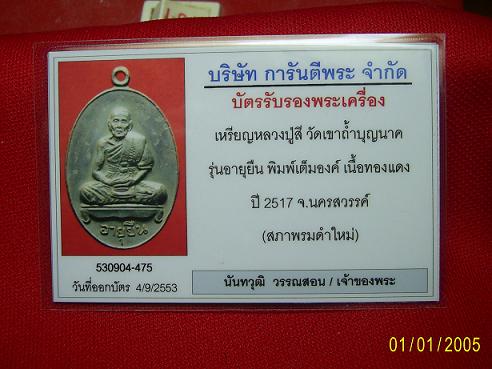 บริษัท การันตีพระ จำกัด
บัตรรับรองพระเครื่อง
เหรียญหลวงปู่สี วัดเขาถ้ำบุญนาค
รุ่นอายุยืน พิมพ์เต็มองค์ เนื้อทองแดง
ปี 2517 จ.นครสวรรค์
(สภาพรมดำใหม่)
อายุยืน
530904-475
วันที่ออกบัตร 4/9/2553
นันทวุฒิ วรรณสอน / เจ้าของพระ
01/01/2005